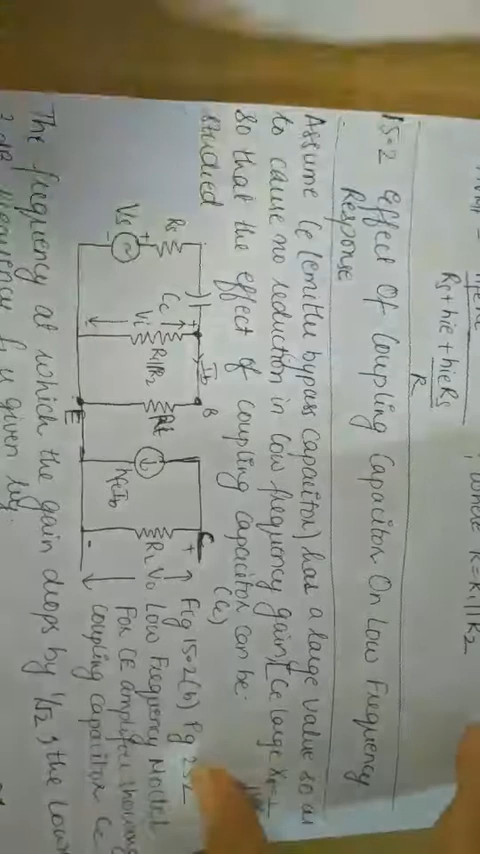 Rs + hie + hieRs
R
; where R = R1 || R2
15.2 Effect Of Coupling Capacitor On Low Frequency
Response
Assume Ce (emitter bypass capacitor) has a large value so as
to cause no reduction in low frequency gain [Ce large
so that the effect of coupling capacitor can be
studied
(Cc)
Rs
Vs
+
-
Cc
Vi
R1||R2
Ib
B
E
hfeIb
C
RL
Vo
+
-
Fig 15.2(b) Pg 252
Low Frequency Model
For CE amplifier showing
coupling capacitor Cc
The frequency at which the gain drops by 1/√2, the low
3 dB frequency f1 is given by.